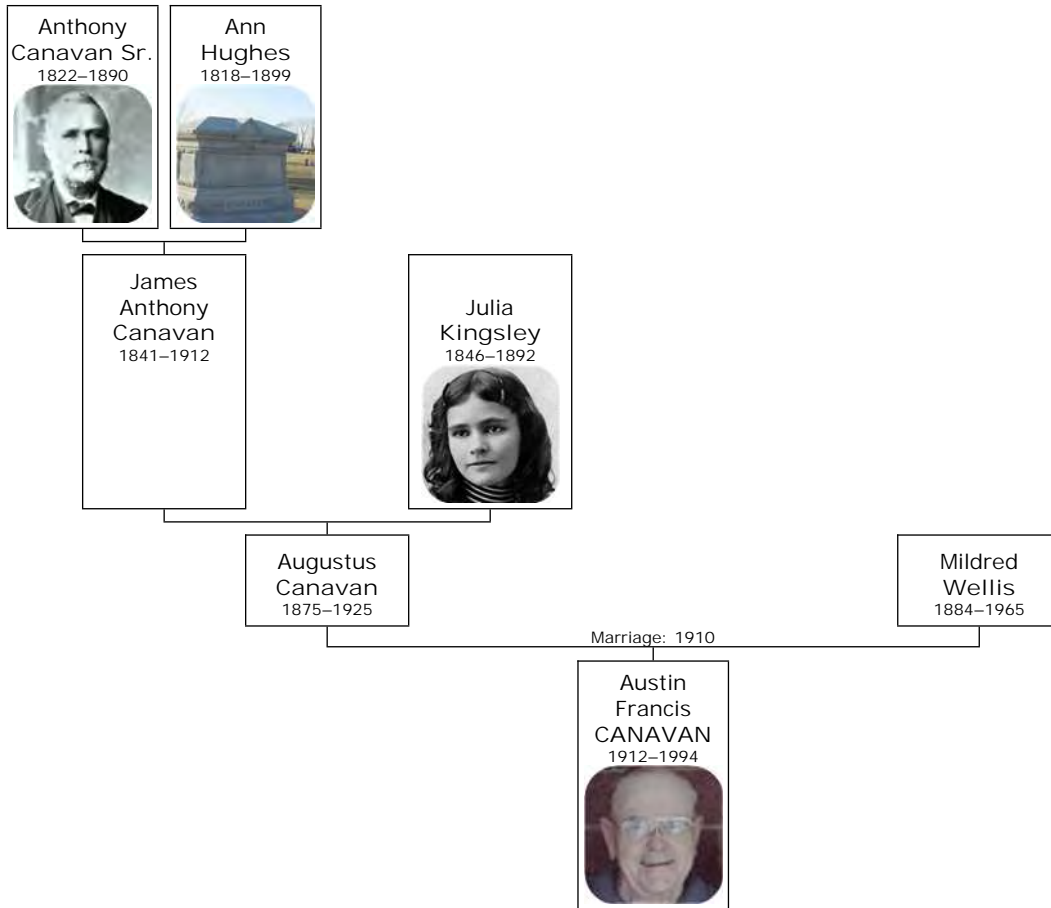 Anthony
Canavan Sr.
1822–1890
Ann
Hughes
1818–1899
James
Anthony
Canavan
1841–1912
Julia
Kingsley
1846–1892
Augustus
Canavan
1875–1925
Mildred
Wellis
1884–1965
Marriage: 1910
Austin
Francis
CANAVAN
1912–1994